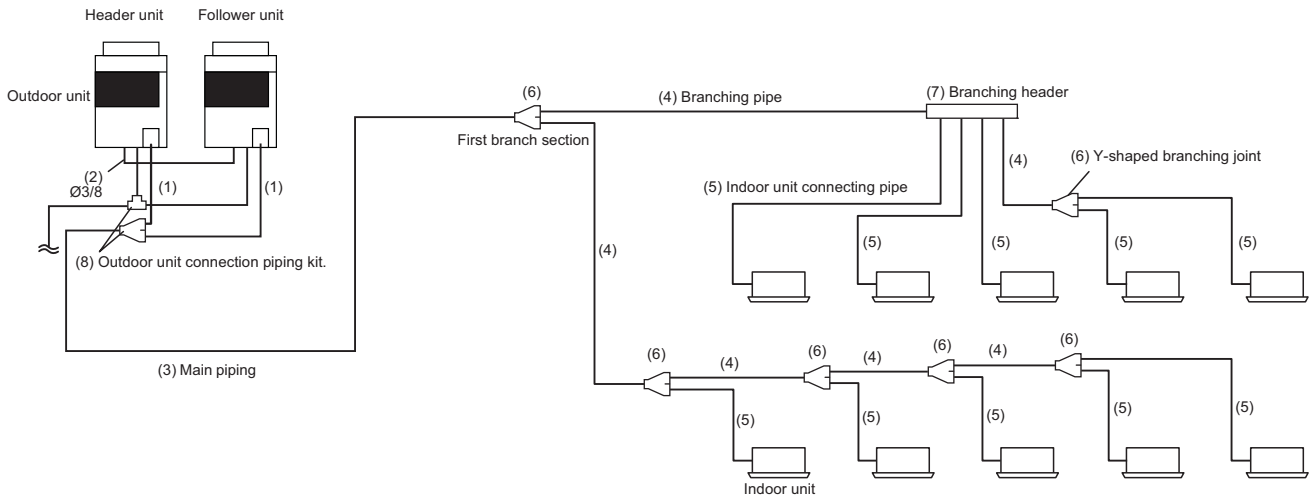 Header unit
Follower unit
Outdoor unit
(2)
Ø3/8
(1)
(1)
(8) Outdoor unit connection piping kit.
(3) Main piping
(6)
First branch section
(4) Branching pipe
(7) Branching header
(4)
(6) Y-shaped branching joint
(5) Indoor unit connecting pipe
(5)
(5)
(5)
(5)
(4)
(6)
(4)
(6)
(4)
(6)
(4)
(6)
(5)
(5)
(5)
(5)
(5)
Indoor unit